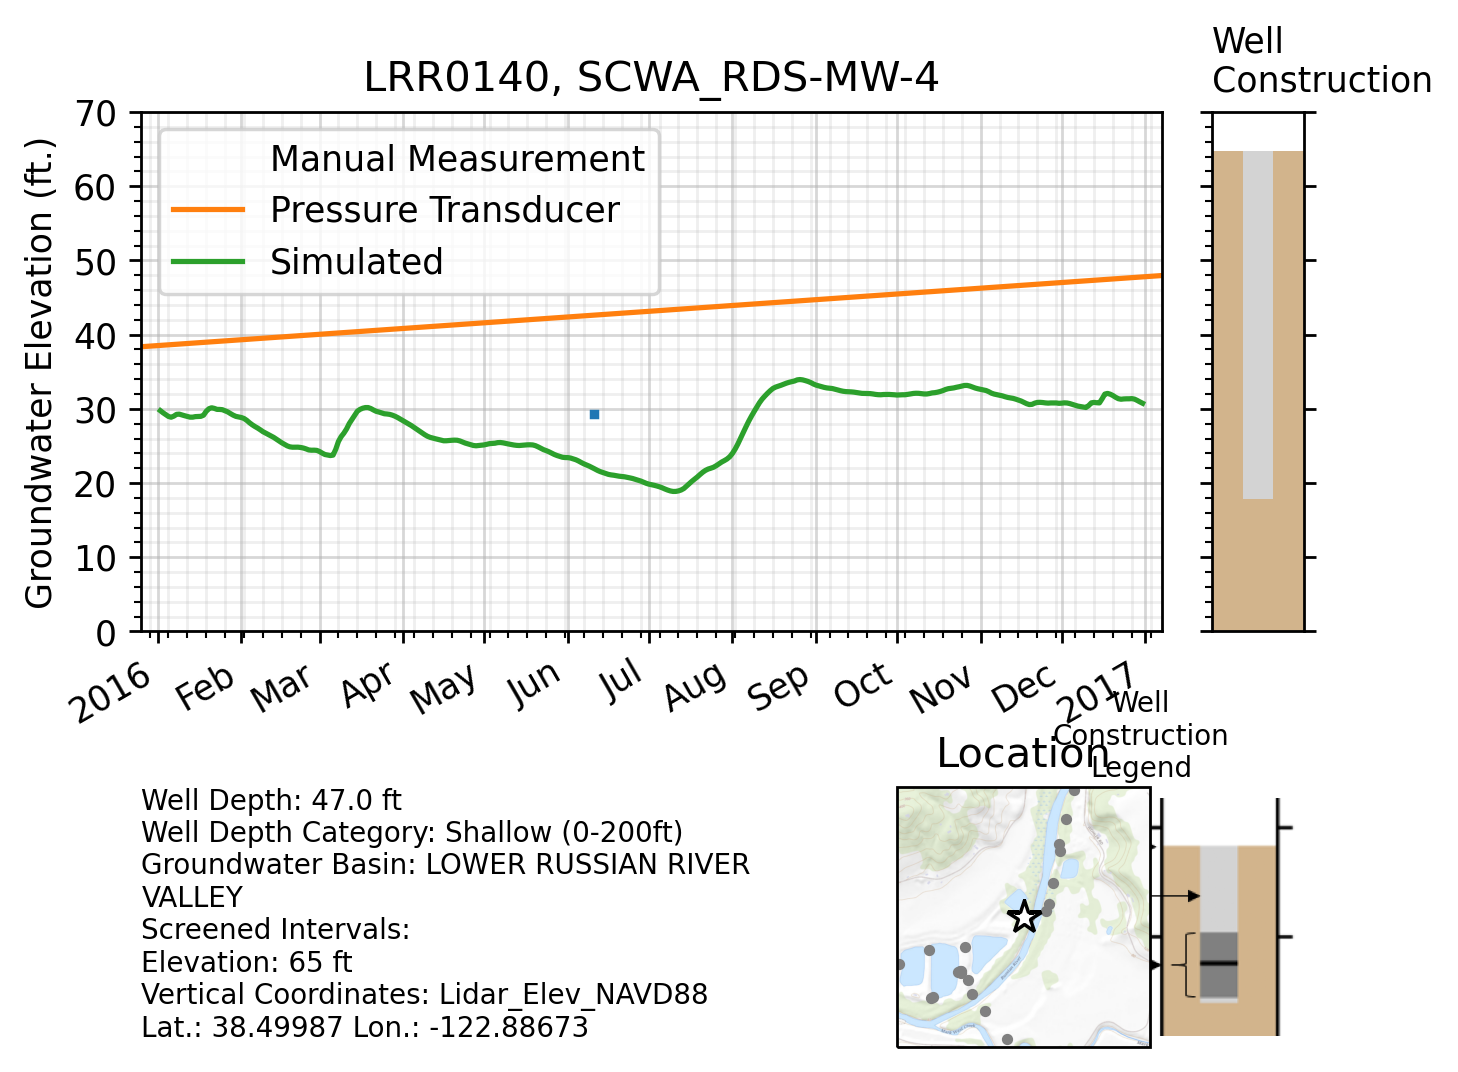 Well
Construction
LRR0140, SCWA_RDS-MW-4
Groundwater Elevation (ft.)
70
60
50
40
30
20
10
0
Manual Measurement
Pressure Transducer
Simulated
2016
Feb
Mar
Apr
May
Jun
Jul
Aug
Sep
Oct
Nov
Dec
2017
Well
Construction
Legend
Location
Well Depth: 47.0 ft
Well Depth Category: Shallow (0-200ft)
Groundwater Basin: LOWER RUSSIAN RIVER
VALLEY
Screened Intervals:
Elevation: 65 ft
Vertical Coordinates: Lidar_Elev_NAVD88
Lat.: 38.49987 Lon.: -122.88673